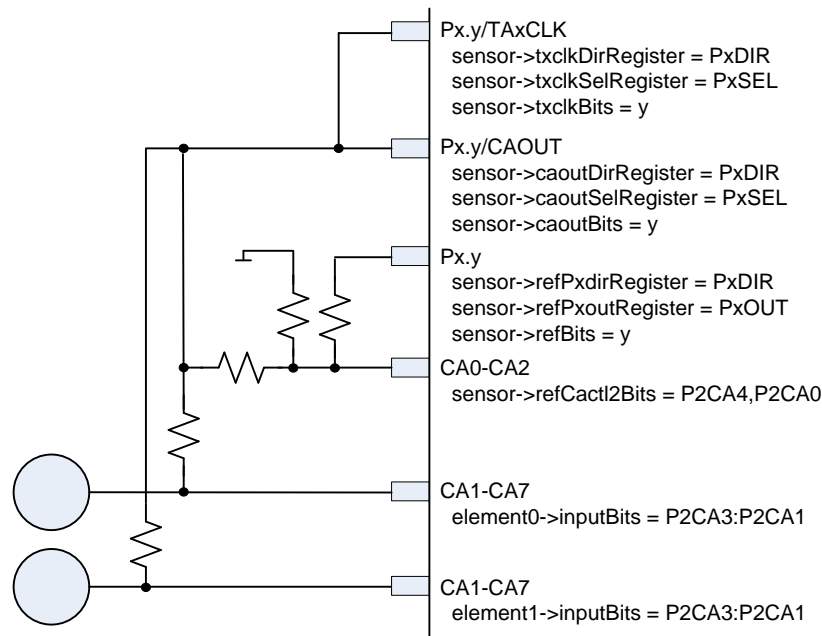 Px.y/TAxCLK
sensor->txclkDirRegister = PxDIR
sensor->txclkSelRegister = PxSEL
sensor->txclkBits = y
Px.y/CAOUT
sensor->caoutDirRegister = PxDIR
sensor->caoutSelRegister = PxSEL
sensor->caoutBits = y
Px.y
sensor->refPxdirRegister = PxDIR
sensor->refPxoutRegister = PxOUT
sensor->refBits = y
CA0-CA2
sensor->refCactl2Bits = P2CA4,P2CA0
CA1-CA7
element0->inputBits = P2CA3:P2CA1
CA1-CA7
element1->inputBits = P2CA3:P2CA1